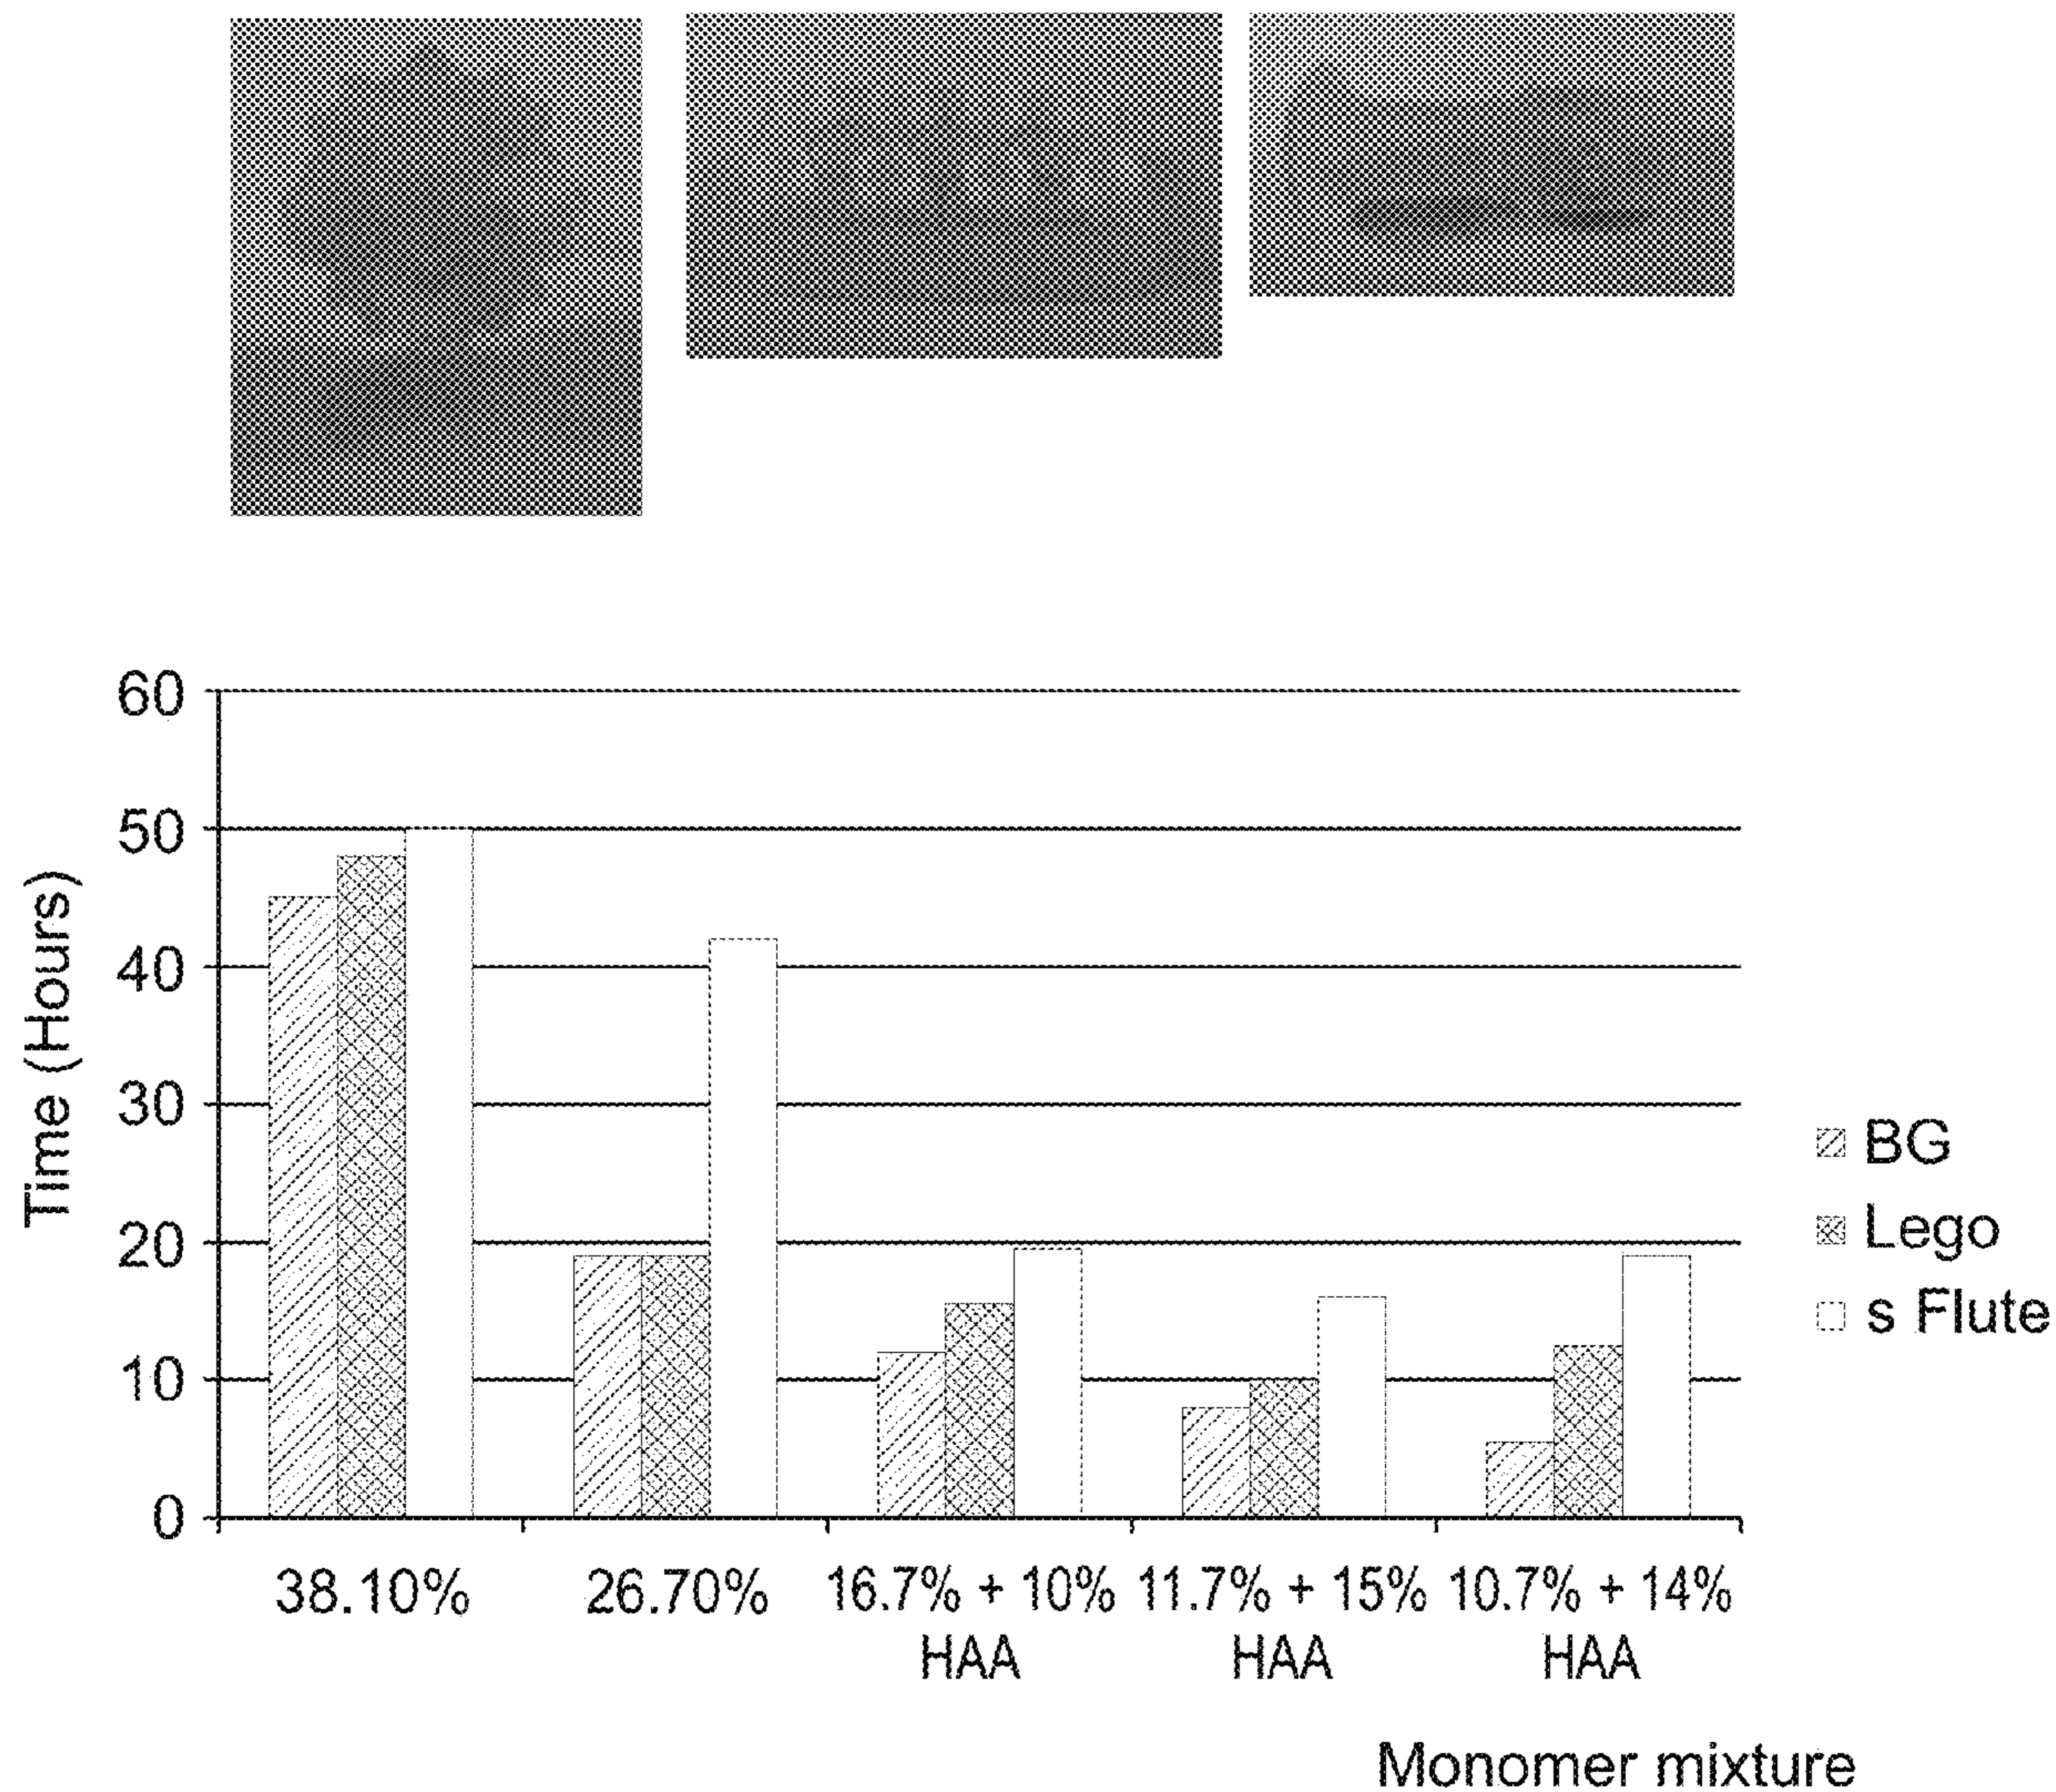 60
50
40
30
20
10
0
Time (Hours)
38.10%
26.70%
16.7% + 10%
HAA
11.7% + 15%
HAA
10.7% + 14%
HAA
Monomer mixture
BG
Lego
s Flute